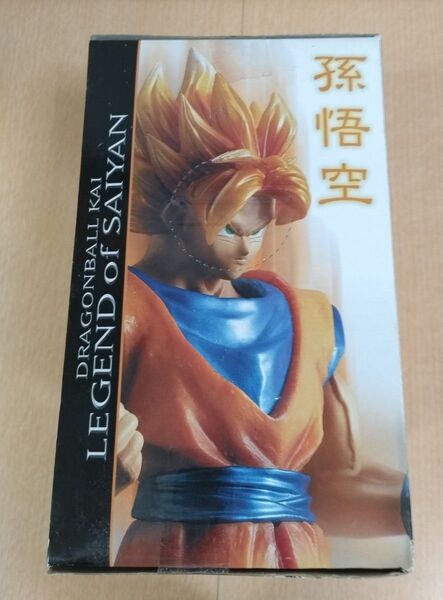 DRAGONBALL KAI
LEGEND of SAIYAN
孫悟空